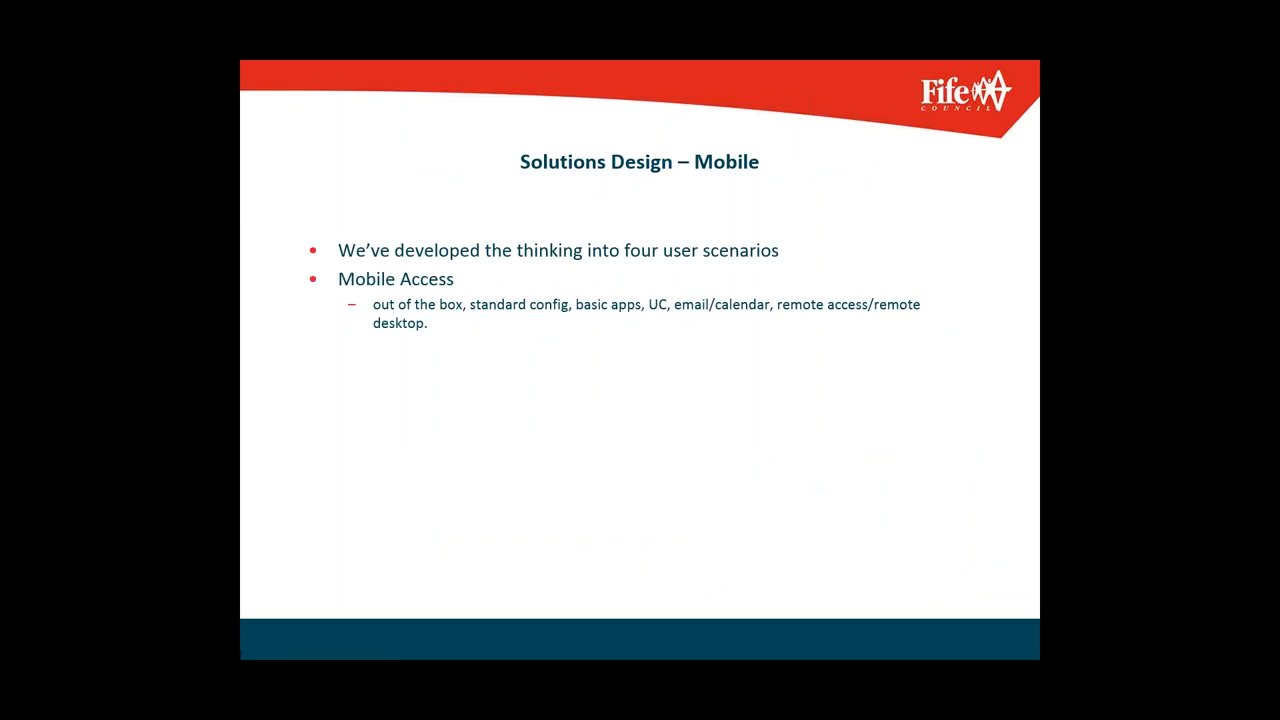 Fife
COUNCIL
Solutions Design – Mobile
• We’ve developed the thinking into four user scenarios
• Mobile Access
– out of the box, standard config, basic apps, UC, email/calendar, remote access/remote
desktop.